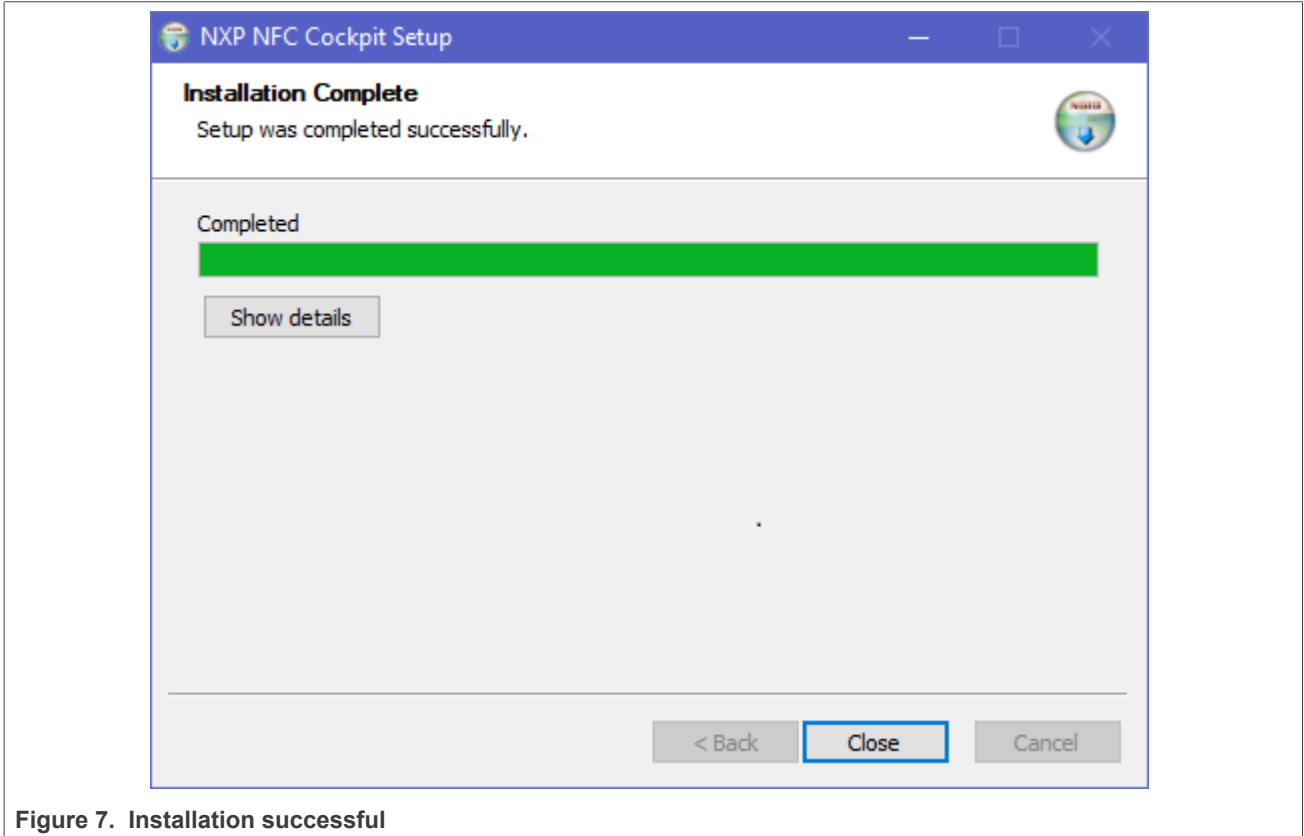 NXP NFC Cockpit Setup
Installation Complete
Setup was completed successfully.
Completed
Show details
< Back
Close
Cancel
Figure 7. Installation successful